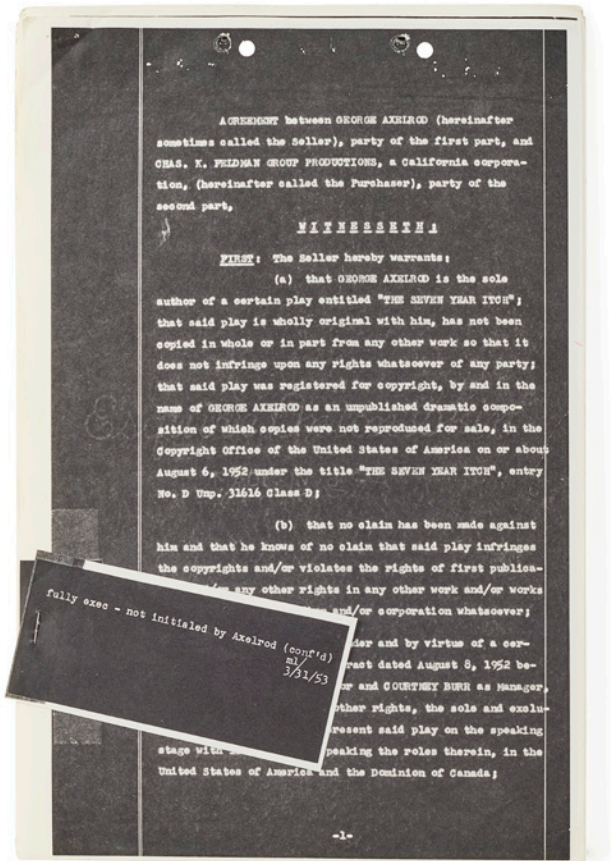 AGREEMENT between GEORGE AXELROD (hereinafter
sometimes called the Seller), party of the first part, and
CHAS. K. FELDMAN GROUP PRODUCTIONS, a California corpora-
tion, (hereinafter called the Purchaser), party of the
second part,
WITNESSETH:
FIRST: The Seller hereby warrants:
(a) that GEORGE AXELROD is the sole
author of a certain play entitled "THE SEVEN YEAR ITCH";
that said play is wholly original with him, has not been
copied in whole or in part from any other work so that it
does not infringe upon any rights whatsoever of any party;
that said play was registered for copyright, by and in the
name of GEORGE AXELROD as an unpublished dramatic compo-
sition of which copies were not reproduced for sale, in the
Copyright Office of the United States of America on or about
August 6, 1952 under the title "THE SEVEN YEAR ITCH", entry
No. D Unp. 31616 Class D;
(b) that no claim has been made against
him and that he knows of no claim that said play infringes
the copyrights and/or violates the rights of first publica-
any other rights in any other work and/or works
and/or corporation whatsoever;
and by virtue of a cer-
dated August 8, 1952 be-
and COURTNEY BURR as Manager,
other rights, the sole and exclu-
present said play on the speaking
stage with speaking the roles therein, in the
United States of America and the Dominion of Canada;
-1-
fully exec - not initialed by Axelrod (conf'd)
ml/
3/31/53